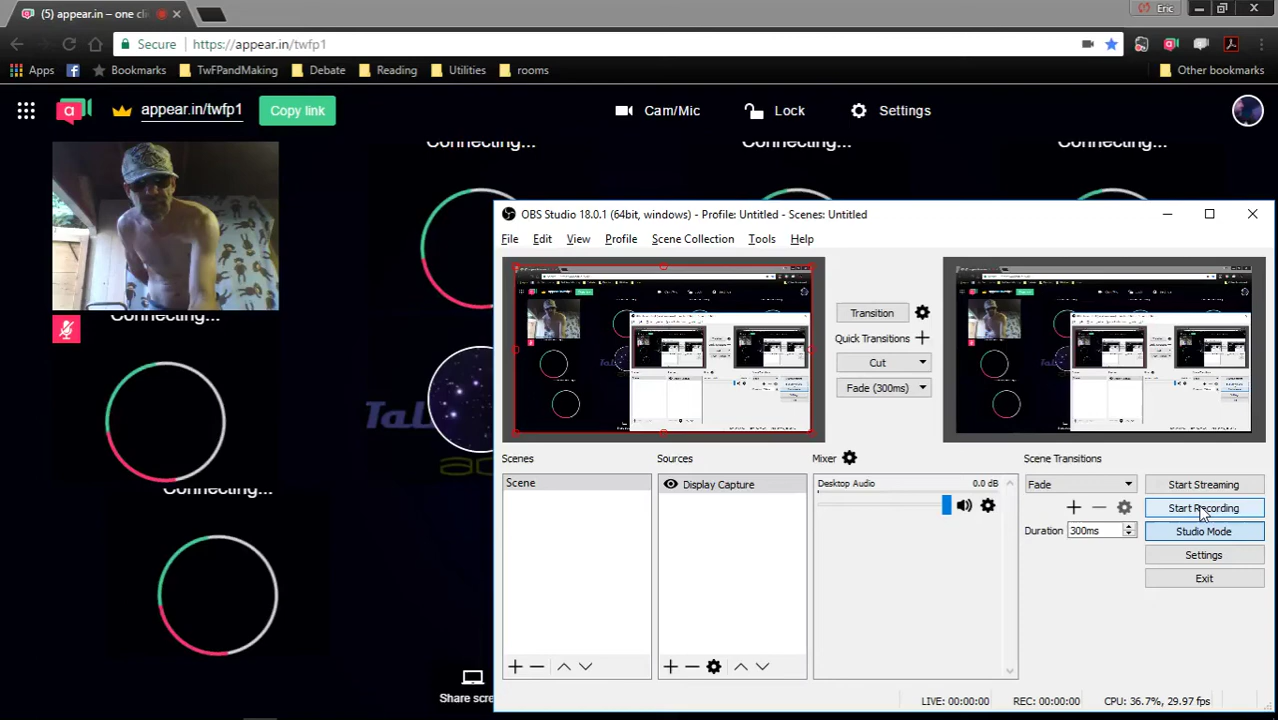 (5) appear.in – one cli
Eric
Secure https://appear.in/twfp1
Apps Bookmarks TwFPandMaking Debate Reading Utilities rooms Other bookmarks
appear.in/twfp1 Copy link Cam/Mic Lock Settings
Connecting... Connecting... Connecting...
OBS Studio 18.0.1 (64bit, windows) - Profile: Untitled - Scenes: Untitled
File Edit View Profile Scene Collection Tools Help
Transition
Quick Transitions
Cut
Fade (300ms)
Connecting...
Scenes Sources Mixer Scene Transitions
Scene
Display Capture
Desktop Audio 0.0 dB
Fade
Duration 300ms
Start Streaming
Start Recording
Studio Mode
Settings
Exit
Connecting...
Share scre
LIVE: 00:00:00 REC: 00:00:00 CPU: 36.7%, 29.97 fps